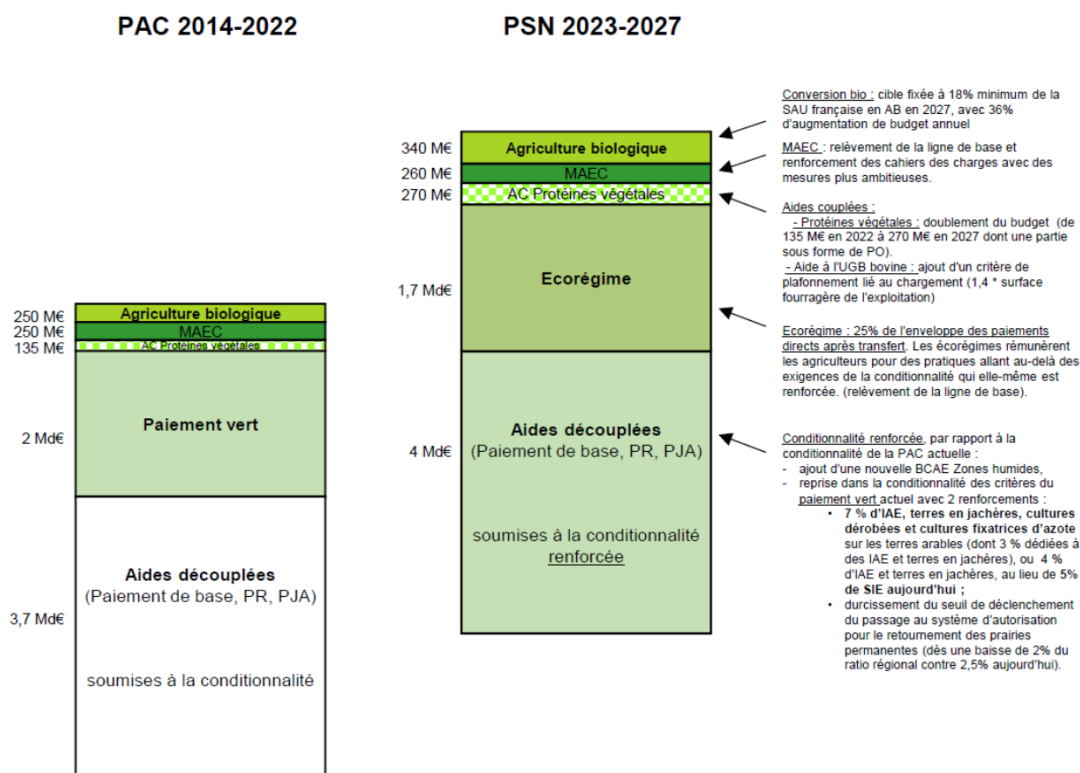 PAC 2014-2022
250 M€
Agriculture biologique
250 M€
MAEC
135 M€
AC Protéines végétales
2 Md€
Paiement vert
3,7 Md€
Aides découplées
(Paiement de base, PR, PJA)
soumises à la conditionnalité
PSN 2023-2027
340 M€
Agriculture biologique
260 M€
MAEC
270 M€
AC Protéines végétales
1,7 Md€
Ecorégime
4 Md€
Aides découplées
(Paiement de base, PR, PJA)
soumises à la conditionnalité
renforcée
Conversion bio : cible fixée à 18% minimum de la
SAU française en AB en 2027, avec 36%
d'augmentation de budget annuel
MAEC : relèvement de la ligne de base et
renforcement des cahiers des charges avec des
mesures plus ambitieuses.
Aides couplées :
- Protéines végétales : doublement du budget (de
135 M€ en 2022 à 270 M€ en 2027 dont une partie
sous forme de PO).
- Aide à l'UGB bovine : ajout d'un critère de
plafonnement lié au chargement (1,4 * surface
fourragère de l'exploitation)
Ecorégime : 25% de l'enveloppe des paiements
directs après transfert. Les écorégimes rémunèrent
les agriculteurs pour des pratiques allant au-delà des
exigences de la conditionnalité qui elle-même est
renforcée. (relèvement de la ligne de base).
Conditionnalité renforcée, par rapport à la
conditionnalité de la PAC actuelle :
- ajout d'une nouvelle BCAE Zones humides,
- reprise dans la conditionnalité des critères du
paiement vert actuel avec 2 renforcements :
• 7 % d'IAE, terres en jachères, cultures
dérobées et cultures fixatrices d'azote
sur les terres arables (dont 3 % dédiées à
des IAE et terres en jachères), ou 4 %
d'IAE et terres en jachères, au lieu de 5%
de SIE aujourd'hui ;
• durcissement du seuil de déclenchement
du passage au système d'autorisation
pour le retournement des prairies
permanentes (dès une baisse de 2% du
ratio régional contre 2,5% aujourd'hui).